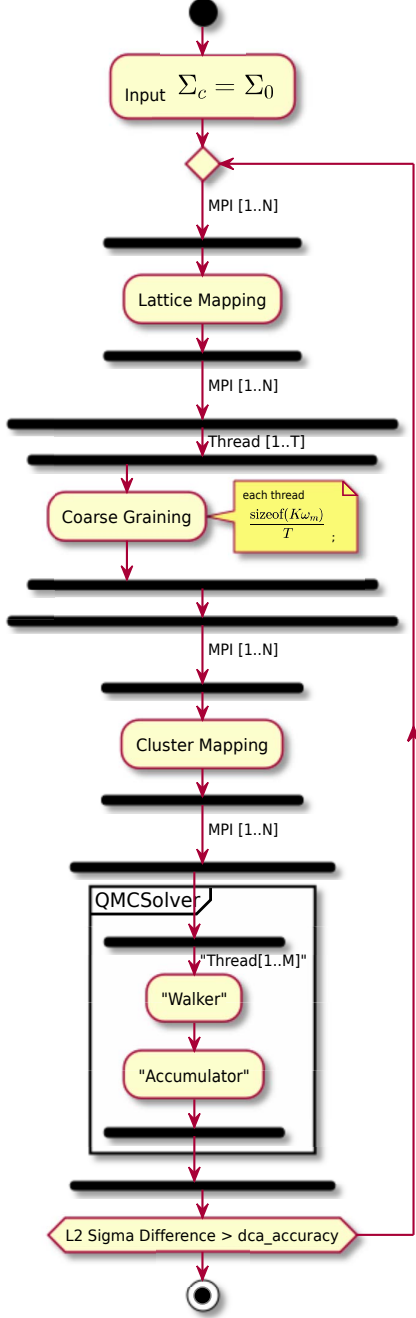 Input Σ_c = Σ_0
MPI [1..N]
Lattice Mapping
MPI [1..N]
Thread [1..T]
each thread
Coarse Graining
sizeof(Kω_m)
T ;
MPI [1..N]
Cluster Mapping
MPI [1..N]
QMCSolver
"Thread[1..M]"
"Walker"
"Accumulator"
L2 Sigma Difference > dca_accuracy